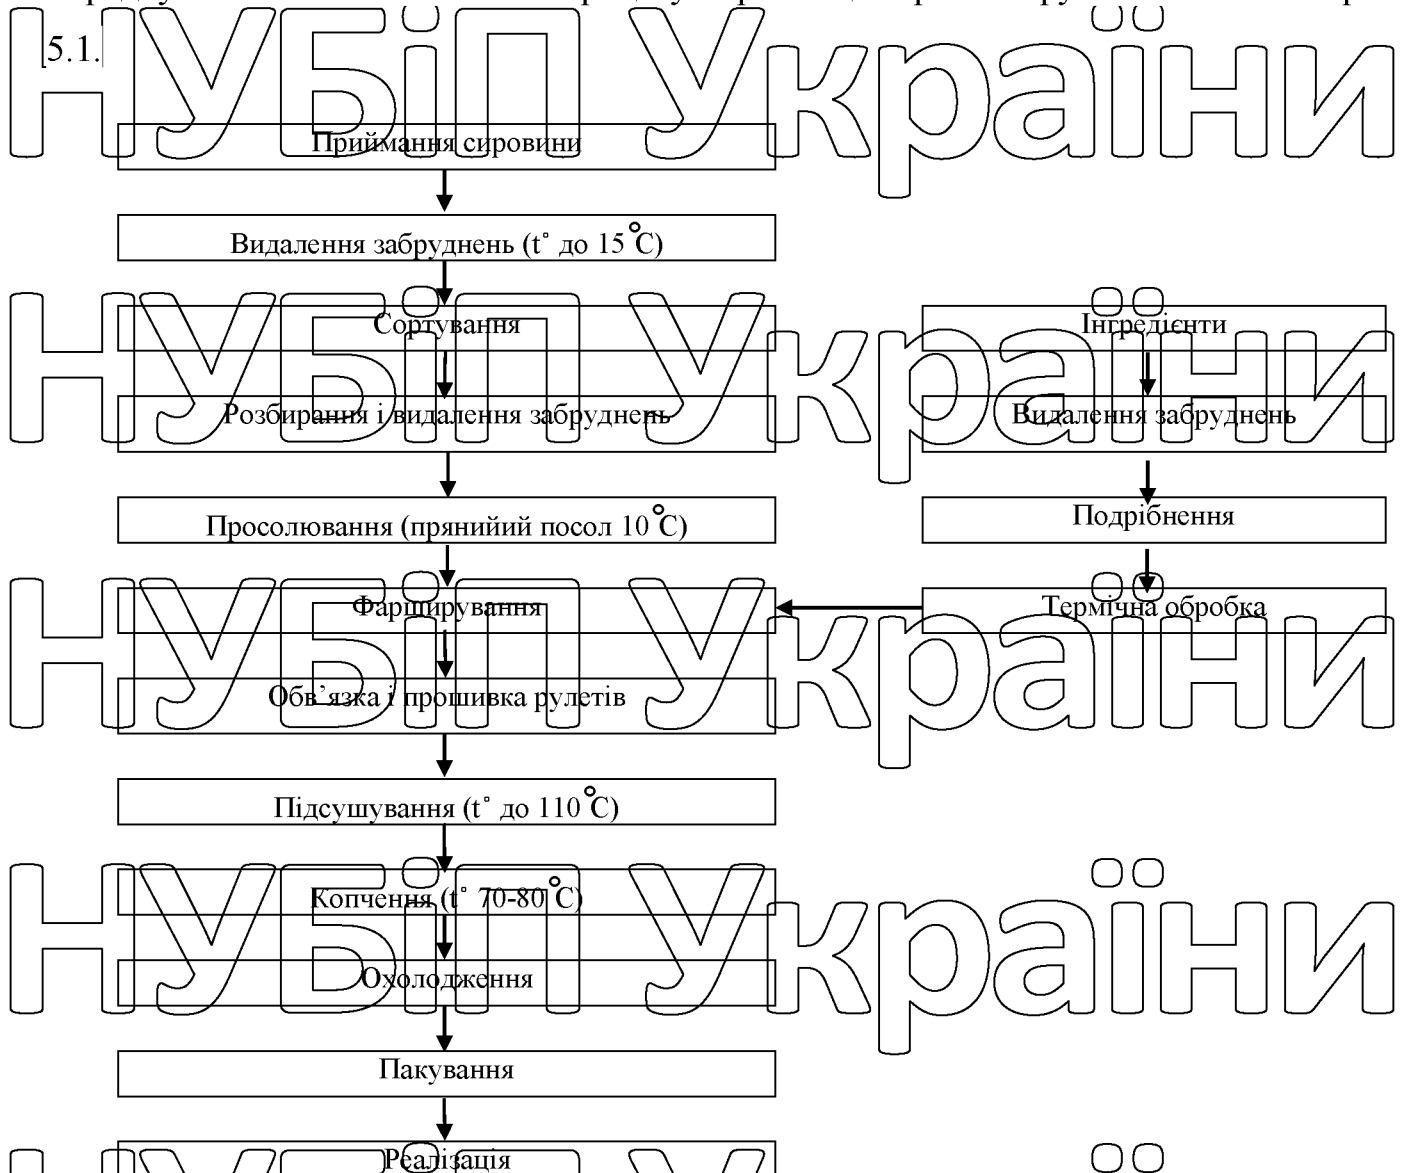 5.1.
НУБіП України
Приймання сировини
Видалення забруднень (t° до 15°С)
НУБіП України
Сортування
Інгредієнти
Розбирання і видалення забруднень
Видалення забруднень
Просолювання (прянийий посол 10°С)
Подрібнення
НУБіП України
Фарширування
Термічна обробка
Обв’язка і прошивка рулетів
Підсушування (t° до 110°С)
НУБіП України
Копчення (t° 70-80°С)
Охолодження
Пакування
Реалізація